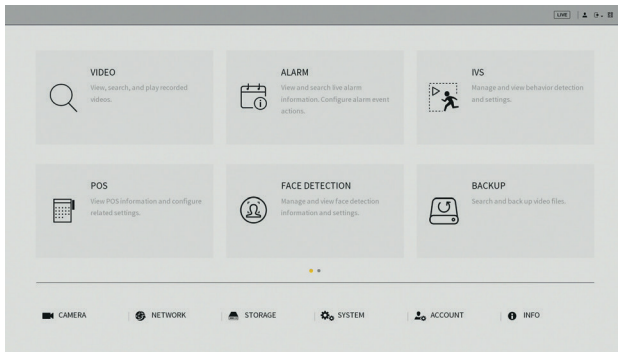 LIVE
VIDEO
View, search, and play recorded
videos.
ALARM
View and search live alarm
information. Configure alarm event
actions.
IVS
Manage and view behavior detection
and settings.
POS
View POS information and configure
related settings.
FACE DETECTION
Manage and view face detection
information and settings.
BACKUP
Search and back up video files.
CAMERA
NETWORK
STORAGE
SYSTEM
ACCOUNT
INFO